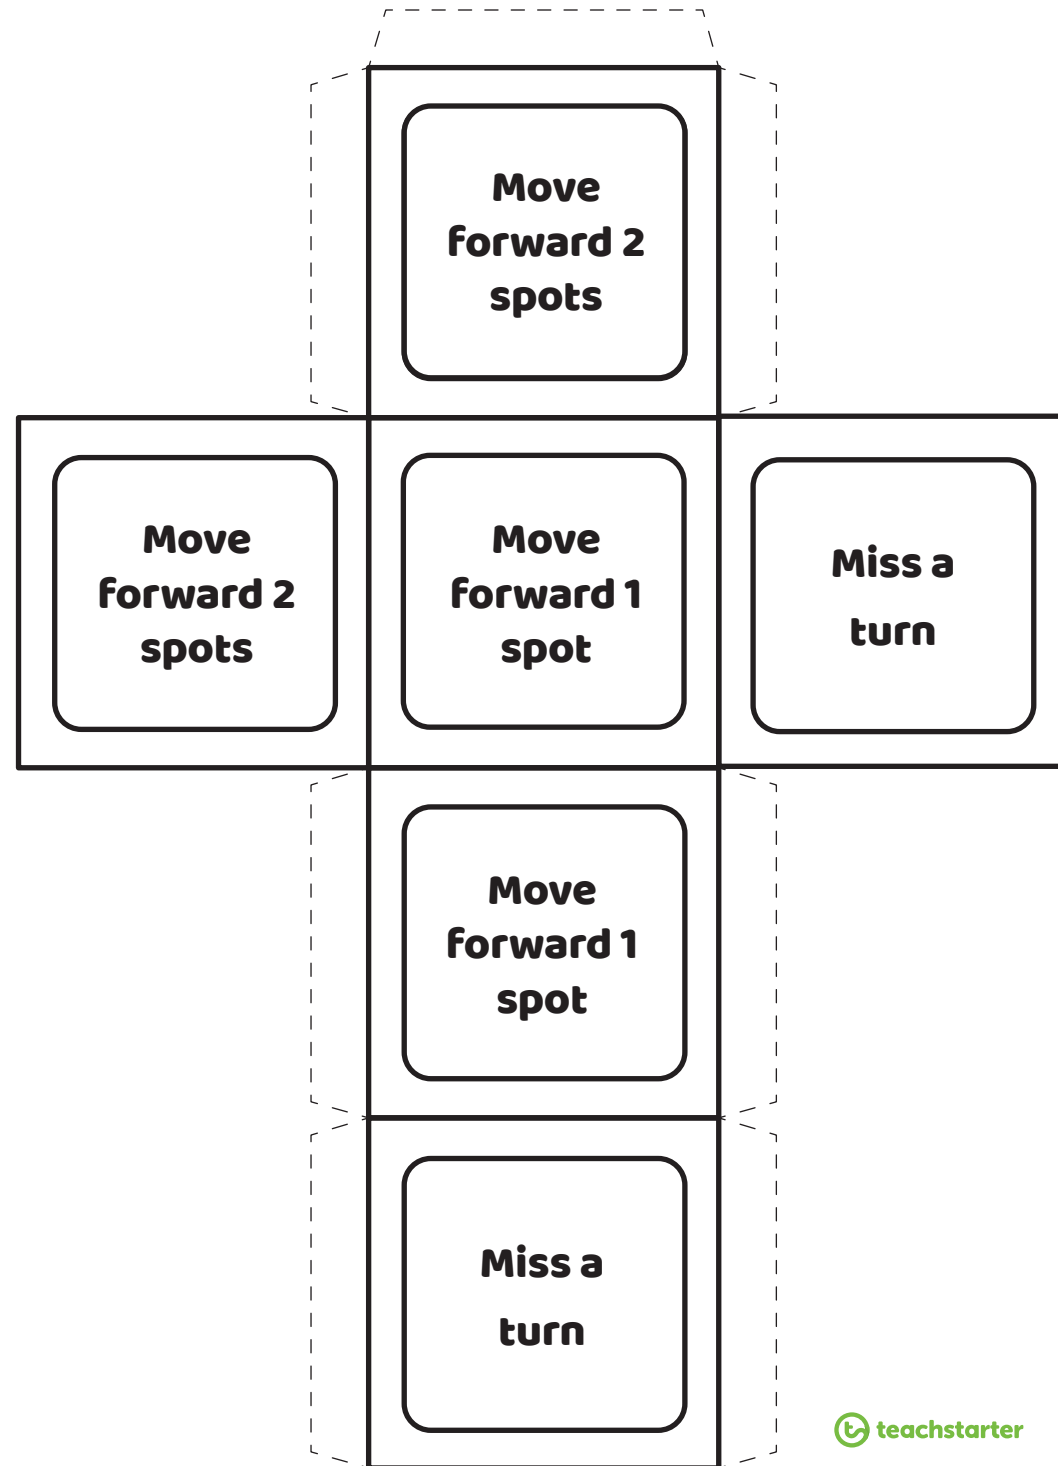 Move
forward 2
spots
Move
forward 2
spots
Move
forward 1
spot
Miss a
turn
Move
forward 1
spot
Miss a
turn
teachstarter